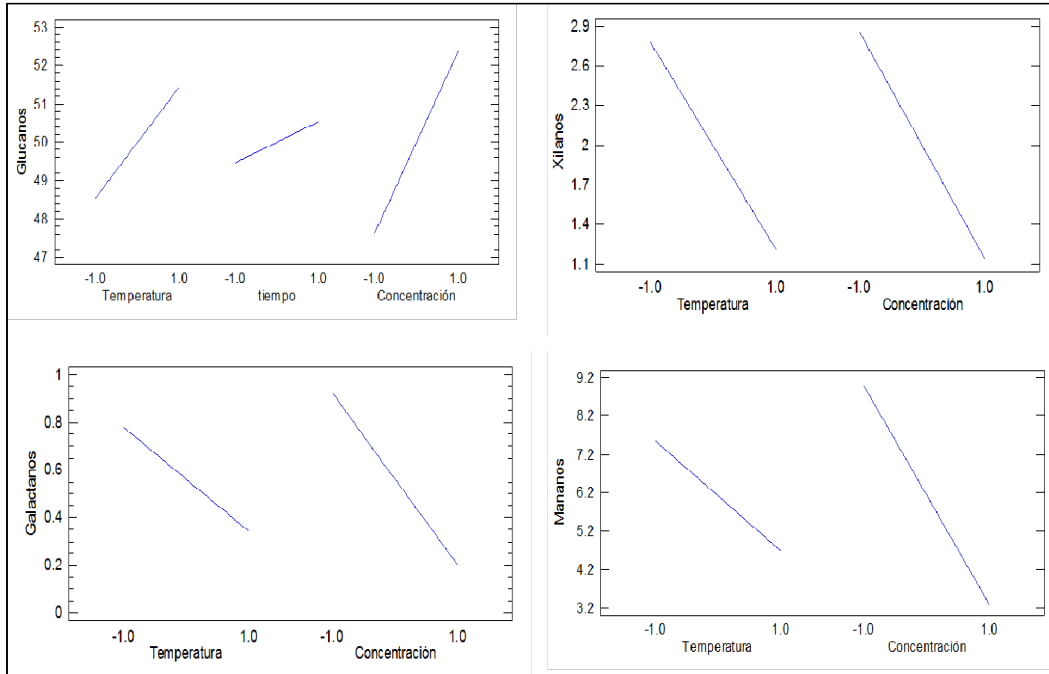 Glucanos
53
52
51
50
49
48
47
-1.0 1.0 -1.0 1.0 -1.0 1.0
Temperatura tiempo Concentración
Xilanos
2.9
2.6
2.3
2
1.7
1.4
1.1
-1.0 1.0 -1.0 1.0
Temperatura Concentración
Galactanos
1
0.8
0.6
0.4
0.2
0
-1.0 1.0 -1.0 1.0
Temperatura Concentración
Mananos
9.2
8.2
7.2
6.2
5.2
4.2
3.2
-1.0 1.0 -1.0 1.0
Temperatura Concentración